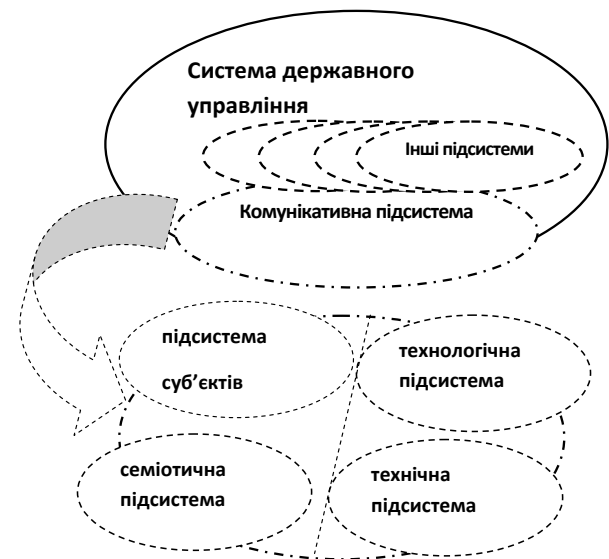 Система державного
управління
Інші підсистеми
Комунікативна підсистема
підсистема
суб’єктів
технологічна
підсистема
семіотична
підсистема
технічна
підсистема